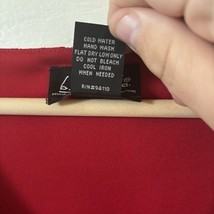 COLD WATER
HAND WASH
FLAT DRY LOW ONLY
DO NOT BLEACH
COOL IRON
WHEN NEEDED